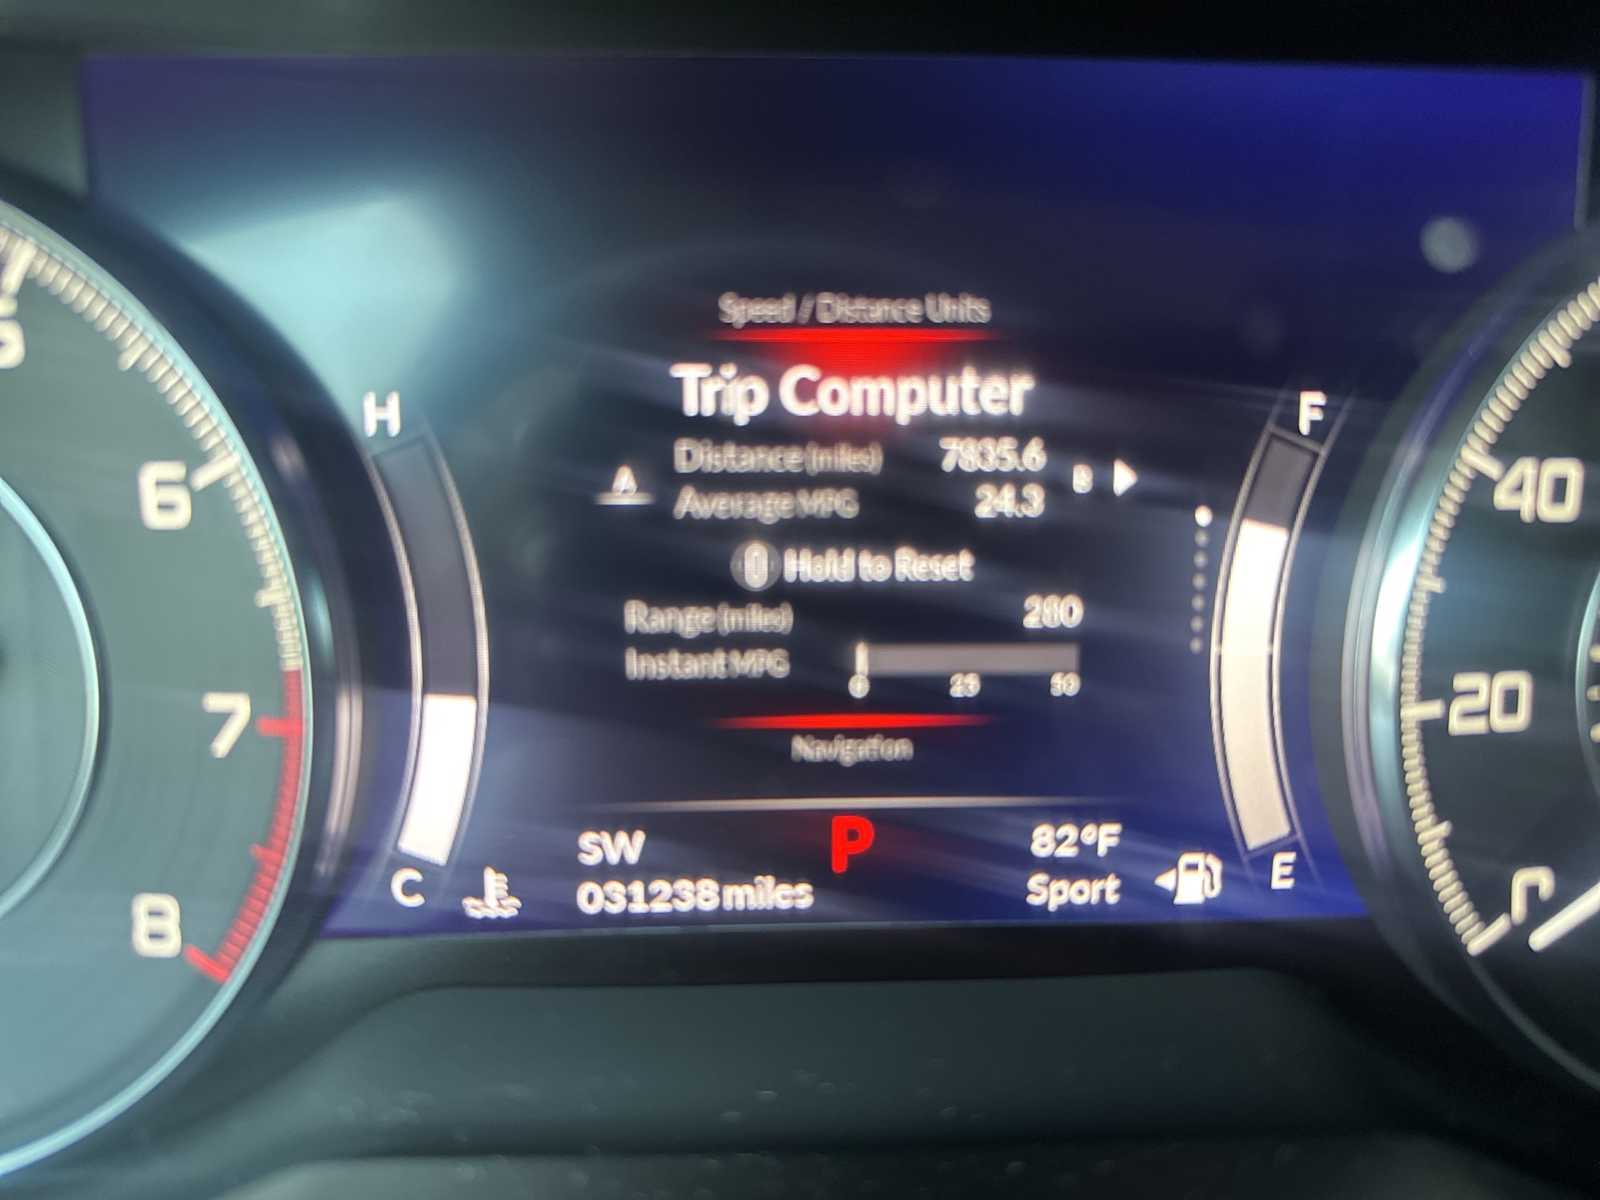 Speed / Distance Units
Trip Computer
Distance (miles) 7835.6
A B
Average MPG 24.3
Hold to Reset
Range (miles) 280
Instant MPG
0 25 50
Navigation
H
C
F
E
SW P 82°F
031238 miles Sport
6
7
8
40
20